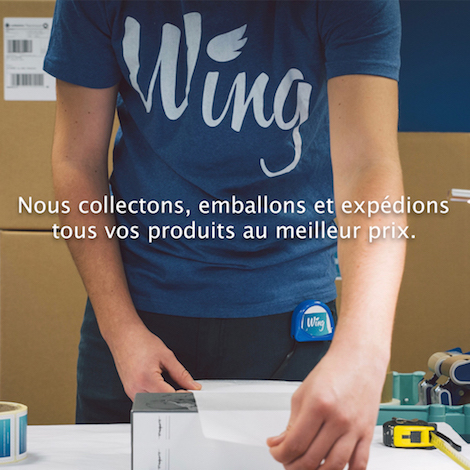 Wing
Nous collectons, emballons et expédions
tous vos produits au meilleur prix.
Wing